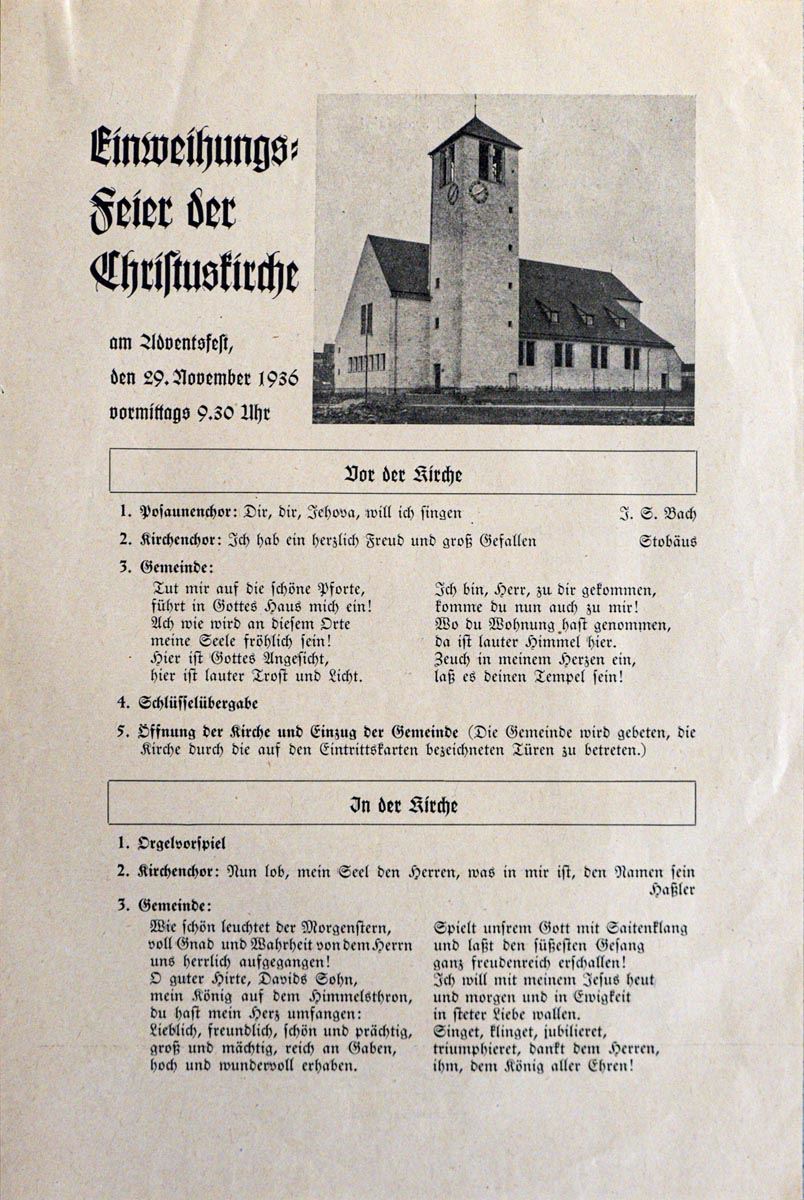 Einweihungs-
Feier der
Christuskirche
am Adventsfest,
den 29. November 1936
vormittags 9.30 Uhr
Vor der Kirche
1. Posaunenchor: Dir, dir, Jehova, will ich singen J. S. Bach
2. Kirchenchor: Ich hab ein herzlich Freud und groß Gefallen Stobäus
3. Gemeinde:
Tut mir auf die schöne Pforte,
führt in Gottes Haus mich ein!
Ach wie wird an diesem Orte
meine Seele fröhlich sein!
Hier ist Gottes Angesicht,
hier ist lauter Trost und Licht.
Ich bin, Herr, zu dir gekommen,
komme du nun auch zu mir!
Wo du Wohnung hast genommen,
da ist lauter Himmel hier.
Zeuch in meinem Herzen ein,
laß es deinen Tempel sein!
4. Schlüsselübergabe
5. Öffnung der Kirche und Einzug der Gemeinde (Die Gemeinde wird gebeten, die
Kirche durch die auf den Eintrittskarten bezeichneten Türen zu betreten.)
In der Kirche
1. Orgelvorspiel
2. Kirchenchor: Nun lob, mein Seel den Herren, was in mir ist, den Namen sein
Haßler
3. Gemeinde:
Wie schön leuchtet der Morgenstern,
voll Gnad und Wahrheit von dem Herrn
uns herrlich aufgegangen!
O guter Hirte, Davids Sohn,
mein König auf dem Himmelsthron,
du hast mein Herz umfangen:
Lieblich, freundlich, schön und prächtig,
groß und mächtig, reich an Gaben,
hoch und wundervoll erhaben.
Spielt unsrem Gott mit Saitenklang
und laßt den süßesten Gesang
ganz freudenreich erschallen!
Ich will mit meinem Jesus heut
und morgen und in Ewigkeit
in steter Liebe wallen.
Singet, klinget, jubilieret,
triumphieret, dankt dem Herren,
ihm, dem König aller Ehren!